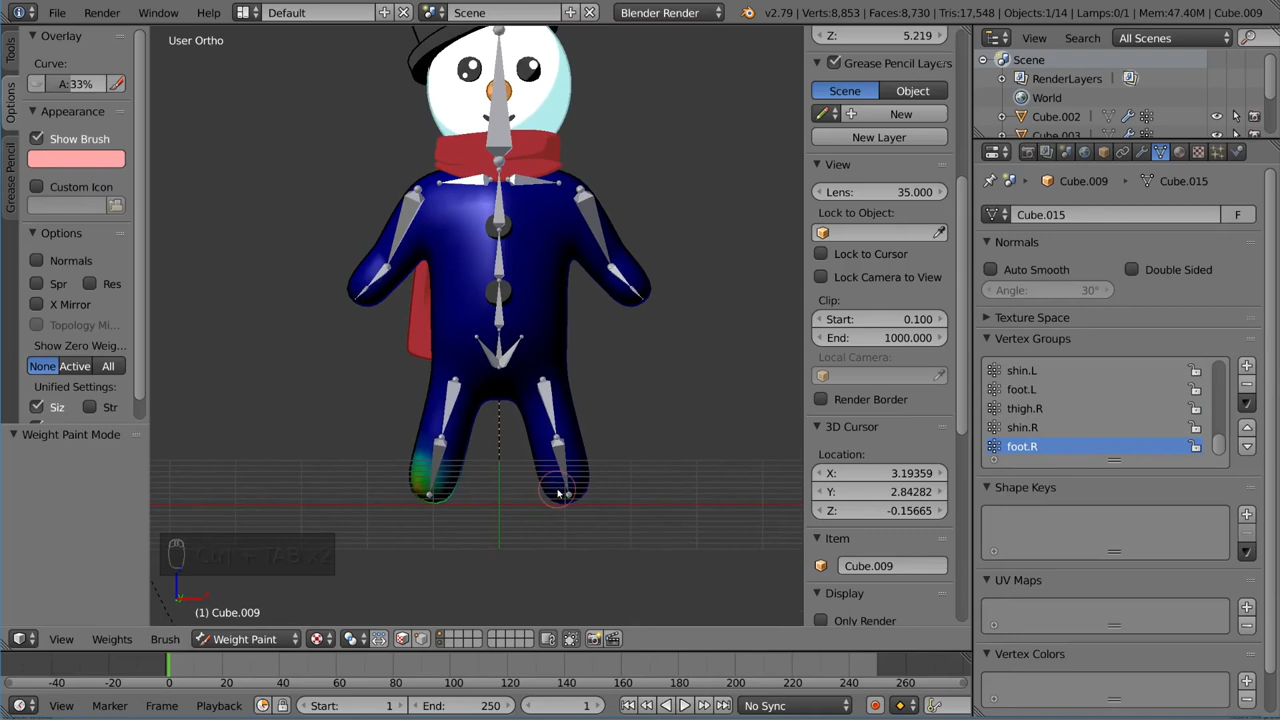 File Render Window Help Default Scene Blender Render v2.79 | Verts:8,853 | Faces:8,730 | Tris:17,548 | Objects:1/14 | Lamps:0/1 | Mem:47.40M | Cube.009
Overlay
Curve:
A:33%
Appearance
Show Brush
Custom Icon
Options
Normals
Spr Res
X Mirror
Topology Mi...
Show Zero Weig...
None Active All
Unified Settings:
Siz Str
Weight Paint Mode
Tools
Options
Grease Pencil
User Ortho
Ctrl + TAB x2
(1) Cube.009
Z: 5.219
Grease Pencil Layers
Scene Object
New
New Layer
View
Lens: 35.000
Lock to Object:
Lock to Cursor
Lock Camera to View
Clip:
Start: 0.100
End: 1000.000
Local Camera:
Render Border
3D Cursor
Location:
X: 3.19359
Y: 2.84282
Z: -0.15665
Item
Cube.009
Display
Only Render
View Search All Scenes
Scene
RenderLayers
World
Cube.002
Cube.003
Cube.009 Cube.015
Cube.015 F
Normals
Auto Smooth Double Sided
Angle: 30°
Texture Space
Vertex Groups
shin.L
foot.L
thigh.R
shin.R
foot.R
Shape Keys
UV Maps
Vertex Colors
View Weights Brush Weight Paint
-40 -20 0 20 40 60 80 100 120 140 160 180 200 220 240 260
View Marker Frame Playback Start: 1 End: 250 1 No Sync